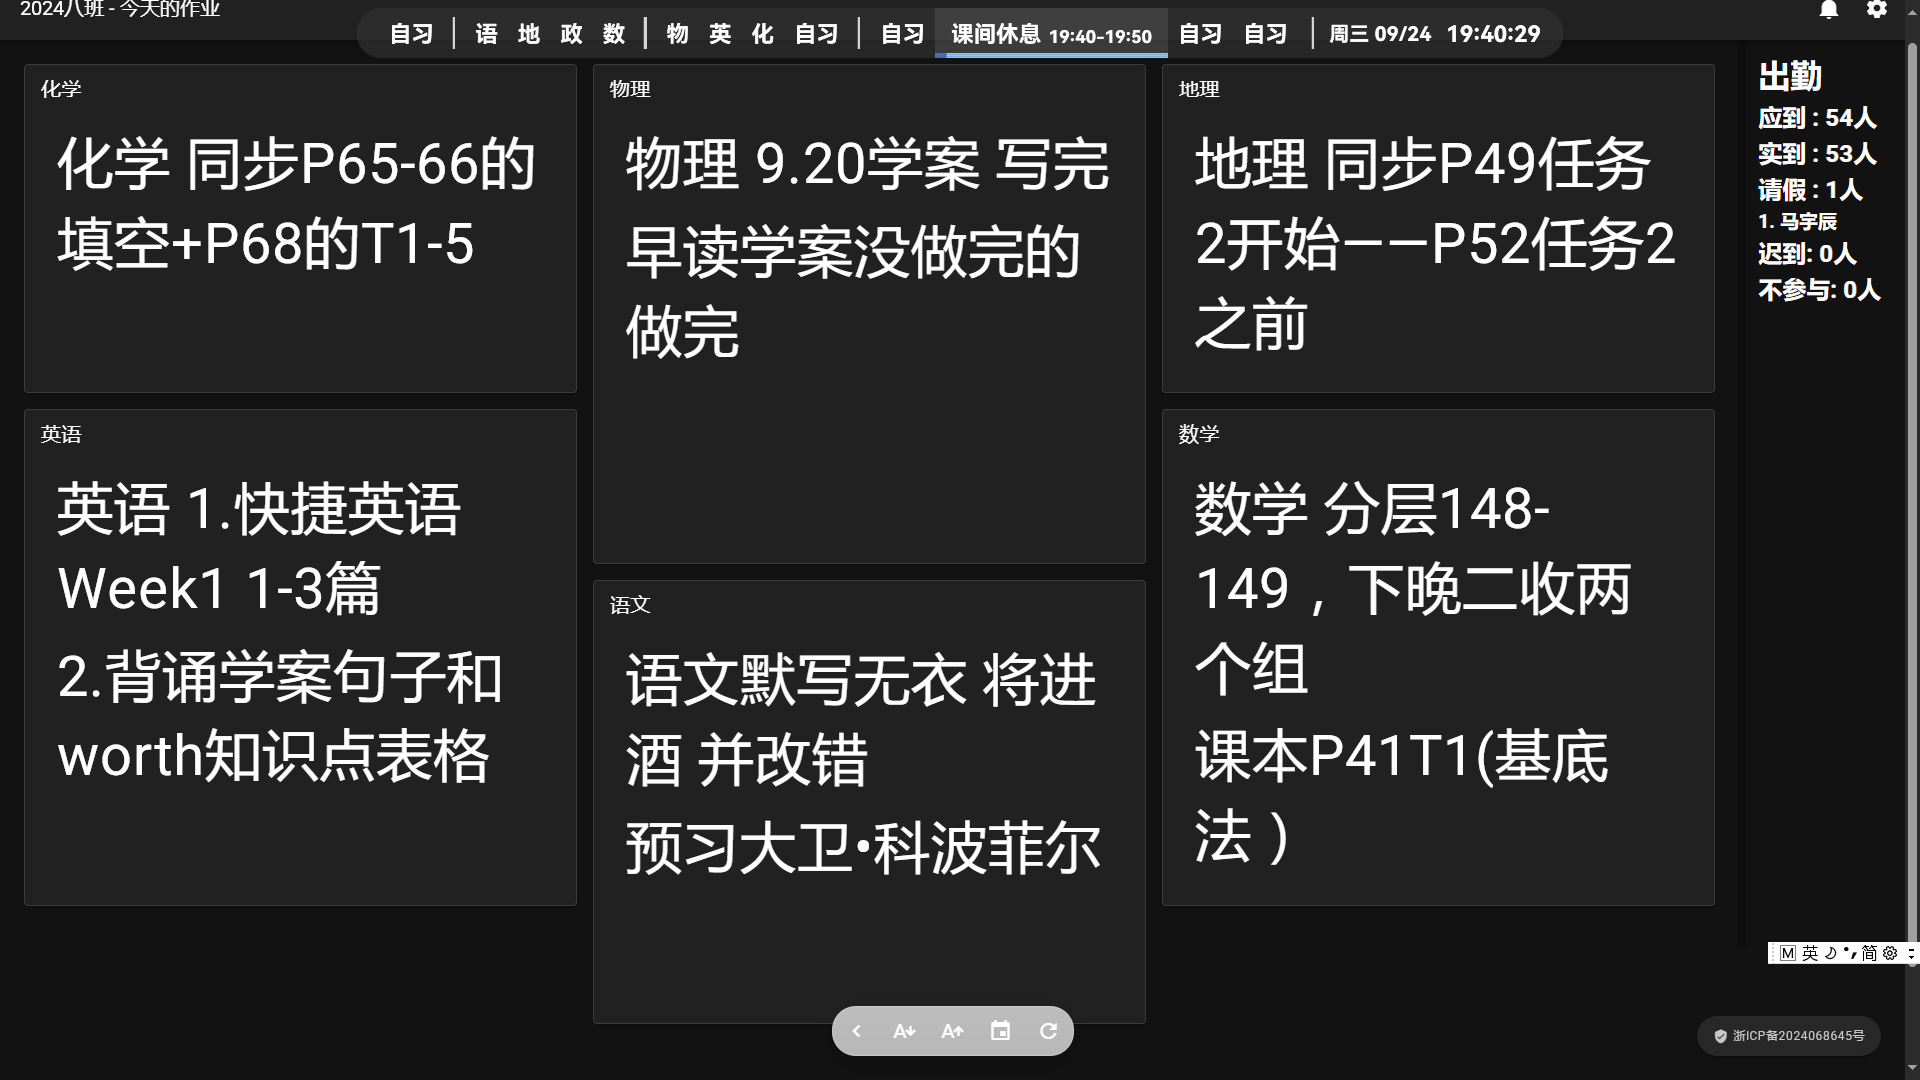 2024八班 - 今天的作业
自习 | 语 地 政 数 | 物 英 化 自习 | 自习 课间休息 19:40-19:50 自习 自习 | 周三 09/24 19:40:29
化学
化学 同步P65-66的
填空+P68的T1-5
物理
物理 9.20学案 写完
早读学案没做完的
做完
地理
地理 同步P49任务
2开始——P52任务2
之前
英语
英语 1.快捷英语
Week1 1-3篇
2.背诵学案句子和
worth知识点表格
语文
语文默写无衣 将进
酒 并改错
预习大卫•科波菲尔
数学
数学 分层148-
149，下晚二收两
个组
课本P41T1(基底
法）
出勤
应到 : 54人
实到 : 53人
请假 : 1人
1. 马宇辰
迟到: 0人
不参与: 0人
M 英 简
浙ICP备2024068645号